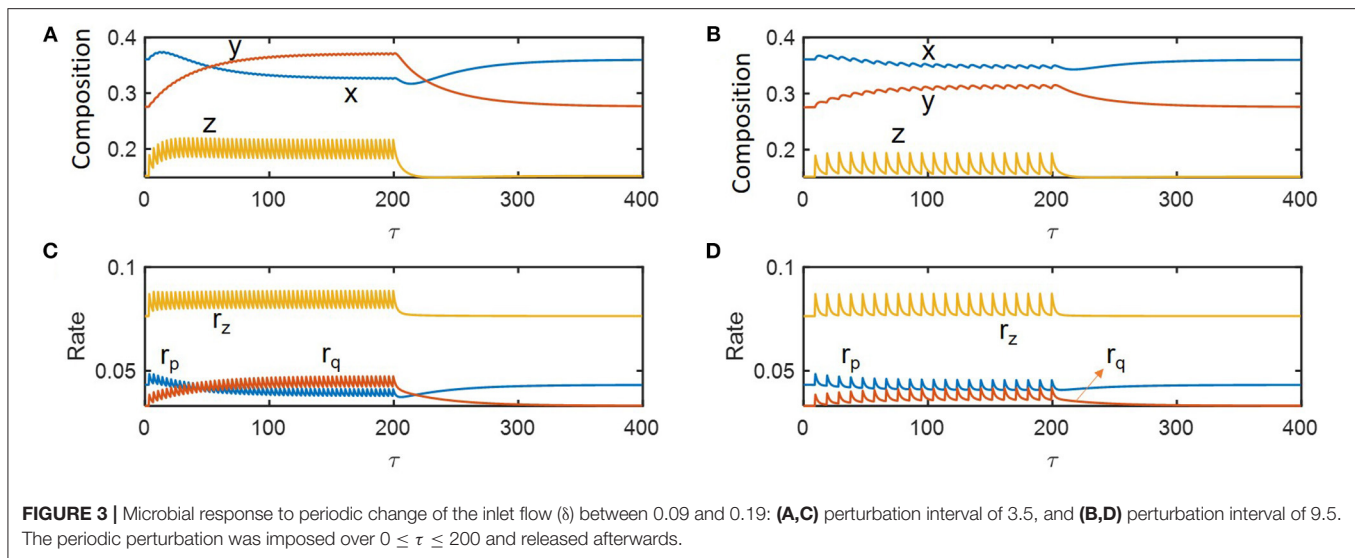 A
Composition
0.4
0.3
0.2
y
x
z
0
100
200
300
400
τ
B
Composition
0.4
0.3
0.2
x
y
z
0
100
200
300
400
τ
C
Rate
0.1
0.05
r_z
r_p
r_q
0
100
200
300
400
τ
D
Rate
0.1
0.05
r_z
r_p
r_q
0
100
200
300
400
τ
FIGURE 3 | Microbial response to periodic change of the inlet flow (δ) between 0.09 and 0.19: (A,C) perturbation interval of 3.5, and (B,D) perturbation interval of 9.5.
The periodic perturbation was imposed over 0 ≤ τ ≤ 200 and released afterwards.